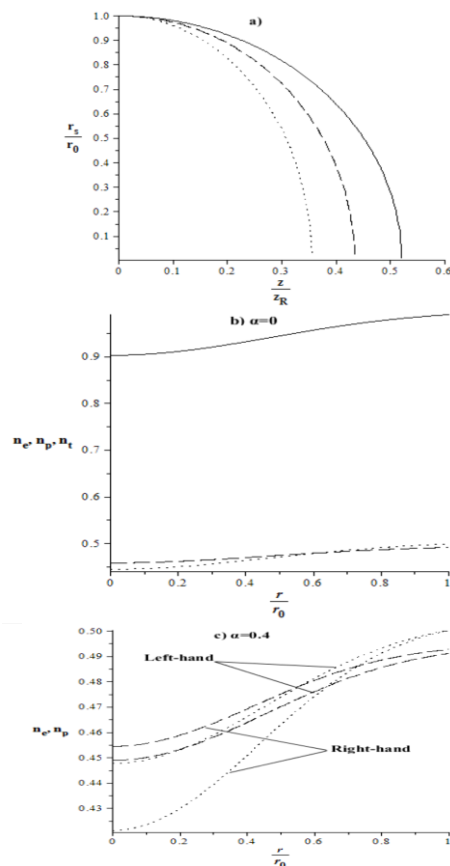 a)
1.0
0.9
0.8
0.7
r_s/r_0
0.6
0.5
0.4
0.3
0.2
0.1
0 0.1 0.2 0.3 0.4 0.5 0.6
z/z_R
b) α=0
0.9
0.8
0.7
n_e, n_p, n_t
0.6
0.5
0 0.2 0.4 0.6 0.8 1
r/r_0
c) α=0.4
0.50
0.49
Left-hand
0.48
0.47
n_e, n_p
0.46
0.45
Right-hand
0.44
0.43
0 0.2 0.4 0.6 0.8 1
r/r_0